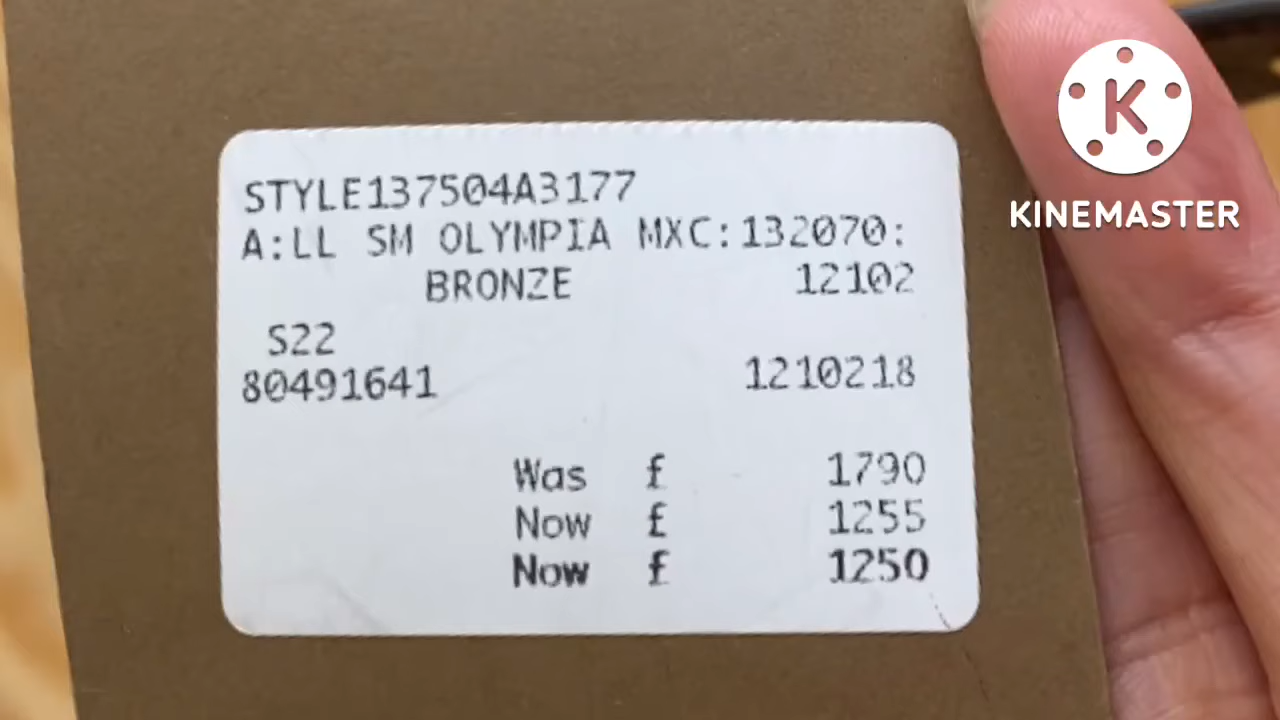 STYLE137504A3177
A:LL SM OLYMPIA MXC:132070:
BRONZE 12102
S22
80491641 1210218
Was £ 1790
Now £ 1255
Now £ 1250
K
KINEMASTER